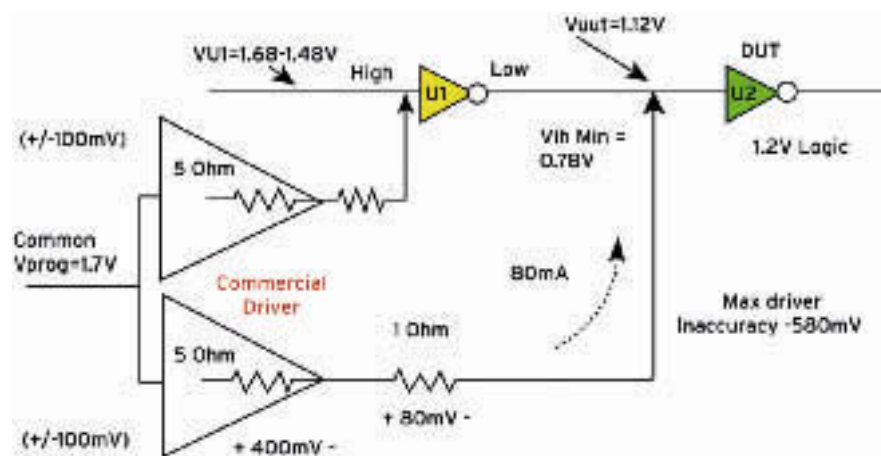 VU1=1.68-1.48V
High
U1
Low
Vuut=1.12V
DUT
U2
(+/-100mV)
5 Ohm
Vih Min =
0.78V
1.2V Logic
Common
Vprog=1.7V
Commercial
Driver
80mA
Max driver
Inaccuracy -580mV
5 Ohm
1 Ohm
+ 80mV -
(+/-100mV)
+ 400mV -